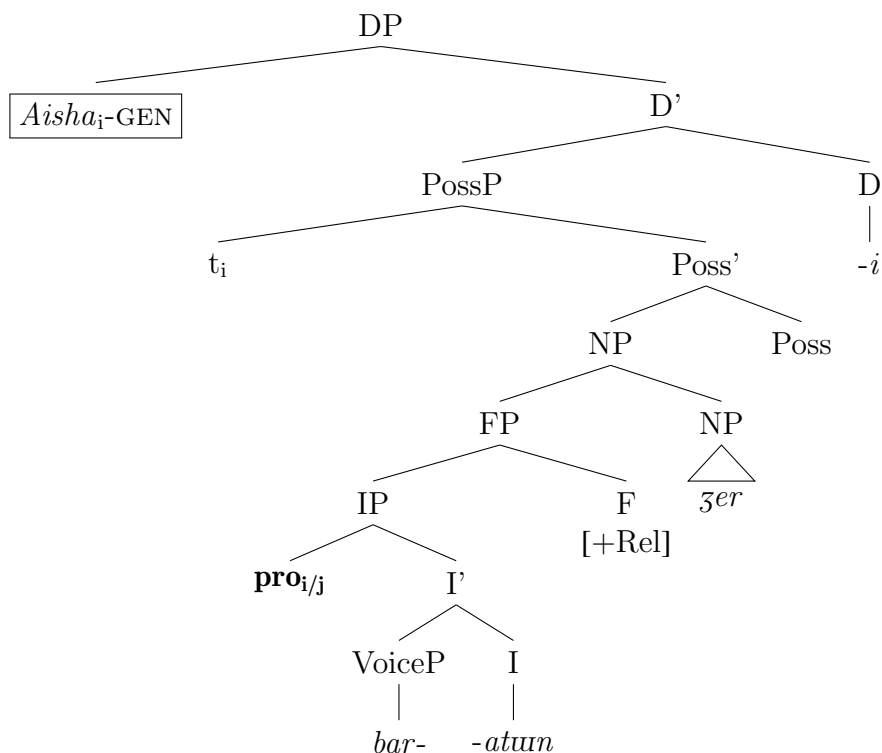 DP
Aishaᵢ-GEN D’
PossP D
tᵢ Poss’ -i
NP Poss
FP NP
IP F ʒer
[+Rel]
proᵢ/ⱼ I’
VoiceP I
bar- -atɯn